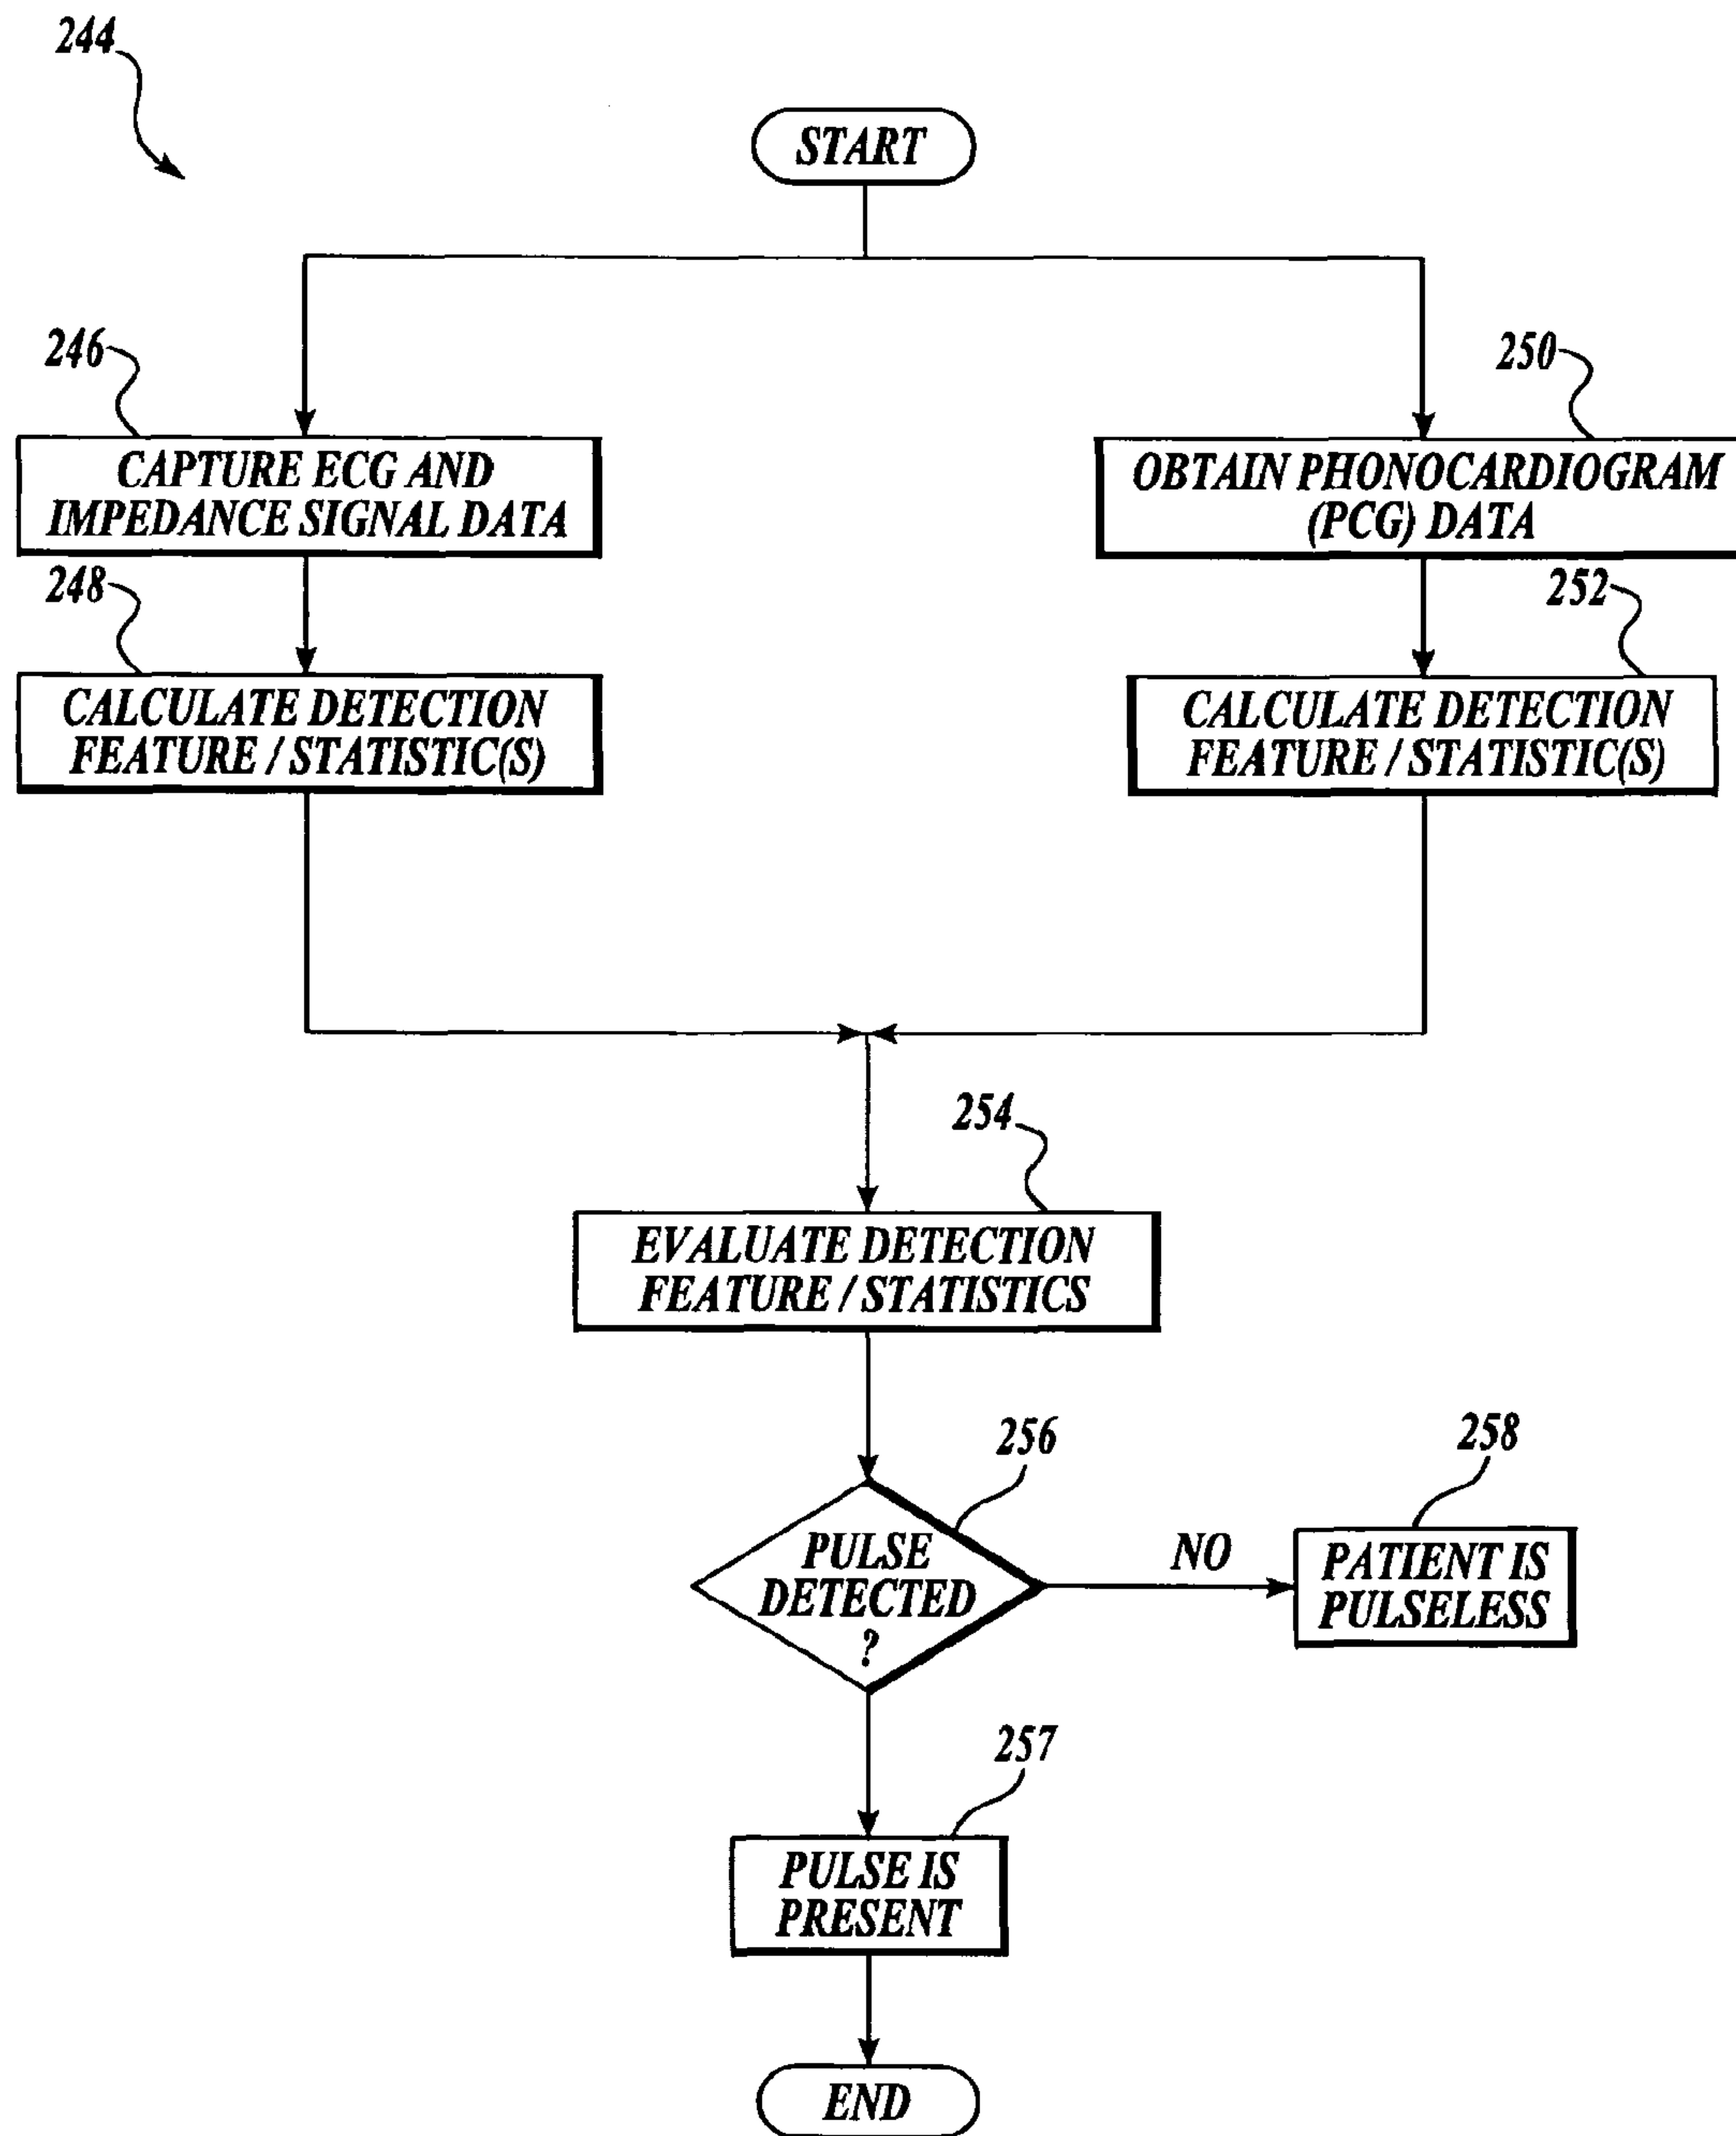 244
START
246
CAPTURE ECG AND
IMPEDANCE SIGNAL DATA
250
OBTAIN PHONOCARDIOGRAM
(PCG) DATA
248
CALCULATE DETECTION
FEATURE / STATISTIC(S)
252
CALCULATE DETECTION
FEATURE / STATISTIC(S)
254
EVALUATE DETECTION
FEATURE / STATISTICS
256
PULSE
DETECTED
?
NO
258
PATIENT IS
PULSELESS
257
PULSE IS
PRESENT
END